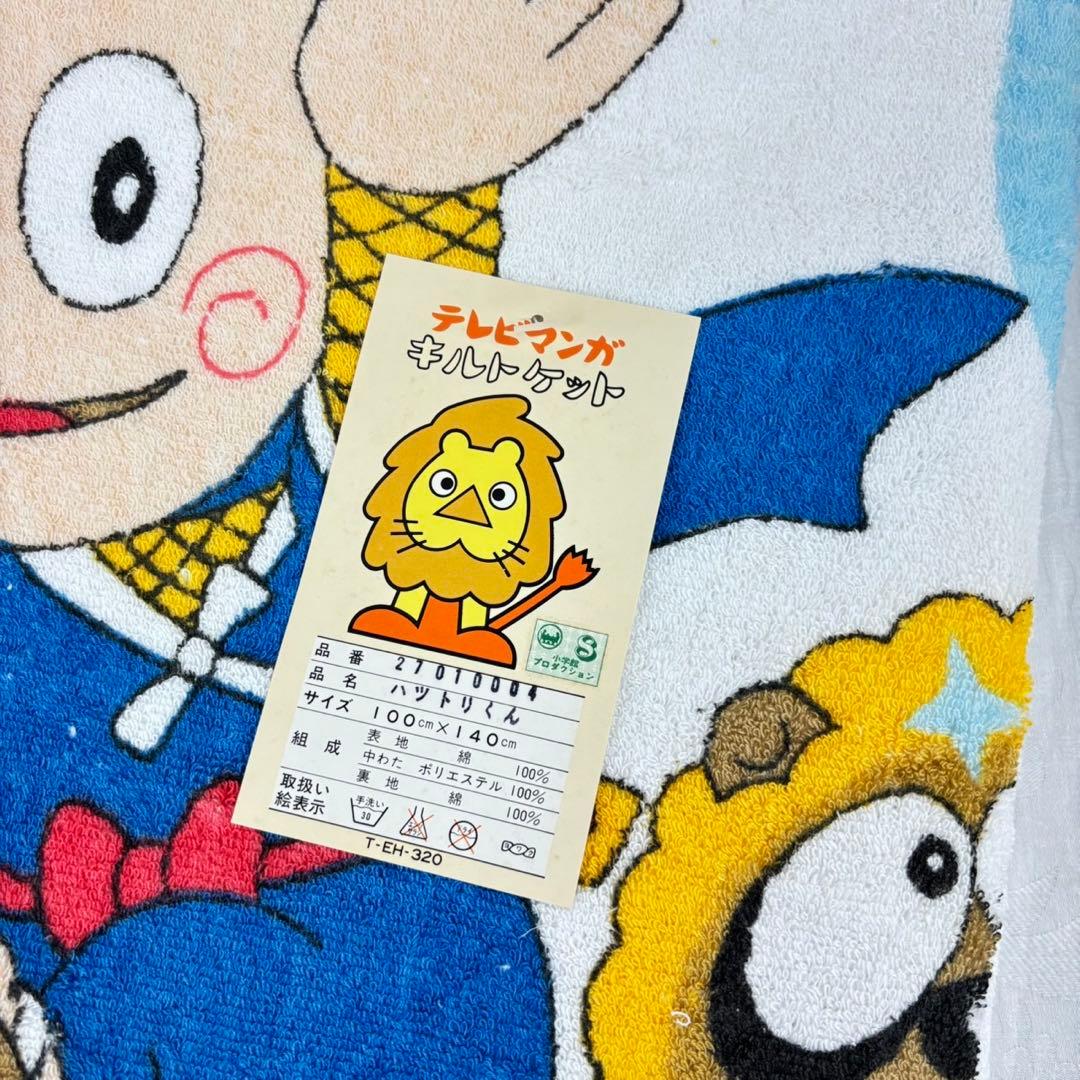 テレビマンガ
キルトケット
小学館
プロダクション
品番 27010004
品名 ハットリくん
サイズ 100cm×140cm
組成 表地 綿 100%
中わた ポリエステル 100%
裏地 綿 100%
取扱い
絵表示
手洗い
30
T-EH-320